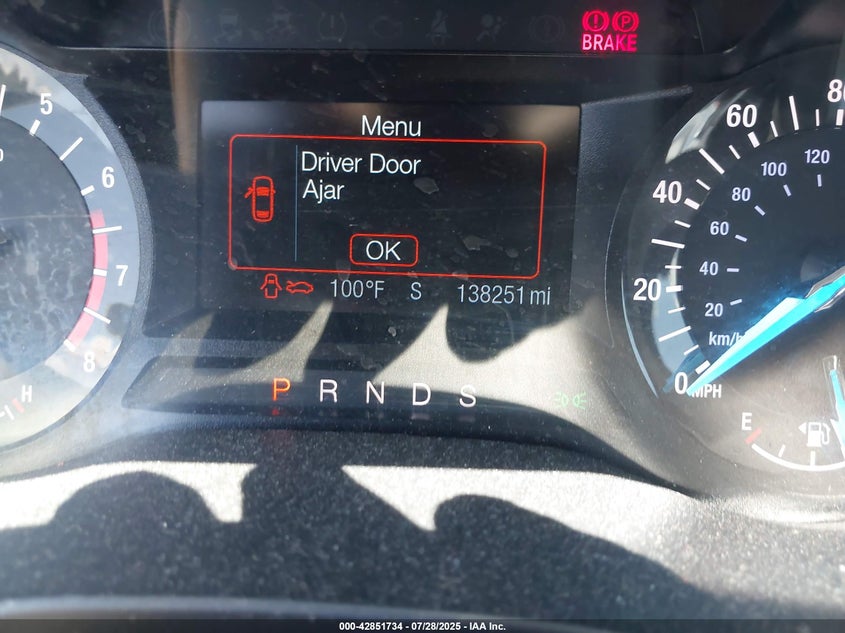 BRAKE
Menu
Driver Door
Ajar
OK
100°F S 138251 mi
P R N D S
5
6
7
8
H
0
20
40
60
80
MPH
20
40
60
80
100
120
km/h
E
000-42851734 / 07/28/2025 - IAA Inc.